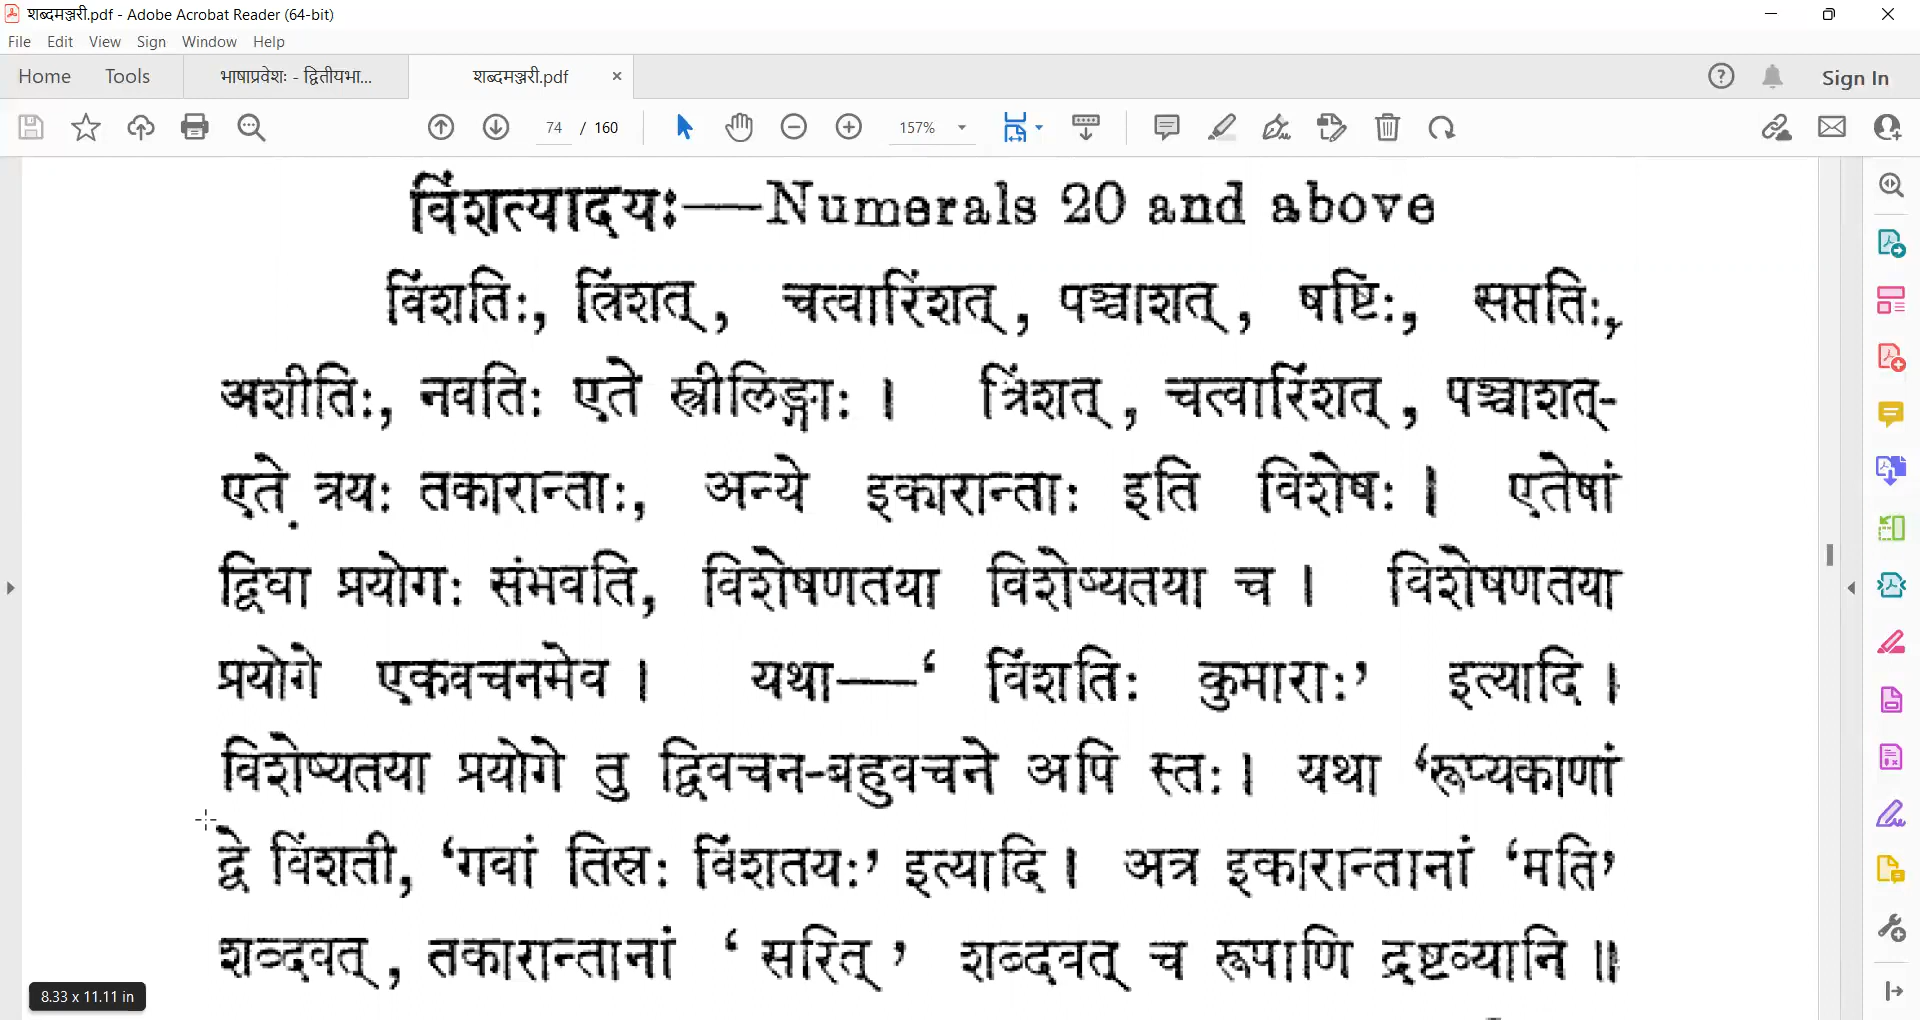 शब्दमञ्जरी.pdf - Adobe Acrobat Reader (64-bit)
File Edit View Sign Window Help
Home Tools भाषाप्रवेशः - द्वितीयभा... शब्दमञ्जरी.pdf × Sign In
74 / 160 157%
विंशत्यादयः——Numerals 20 and above
विंशतिः, त्रिंशत्, चत्वारिंशत्, पञ्चाशत्, षष्टिः, सप्ततिः,
अशीतिः, नवतिः एते स्त्रीलिङ्गाः । त्रिंशत्, चत्वारिंशत्, पञ्चाशत्-
एते त्रयः तकारान्ताः, अन्ये इकारान्ताः इति विशेषः । एतेषां
द्विधा प्रयोगः संभवति, विशेषणतया विशेष्यतया च । विशेषणतया
प्रयोगे एकवचनमेव । यथा——‘ विंशतिः कुमाराः’ इत्यादि ।
विशेष्यतया प्रयोगे तु द्विवचन-बहुवचने अपि स्तः । यथा ‘रूप्यकाणां
द्वे विंशती, ‘गवां तिस्रः विंशतयः’ इत्यादि । अत्र इकारान्तानां ‘मति’
शब्दवत्, तकारान्तानां ‘ सरित् ’ शब्दवत् च रूपाणि द्रष्टव्यानि ॥
8.33 x 11.11 in